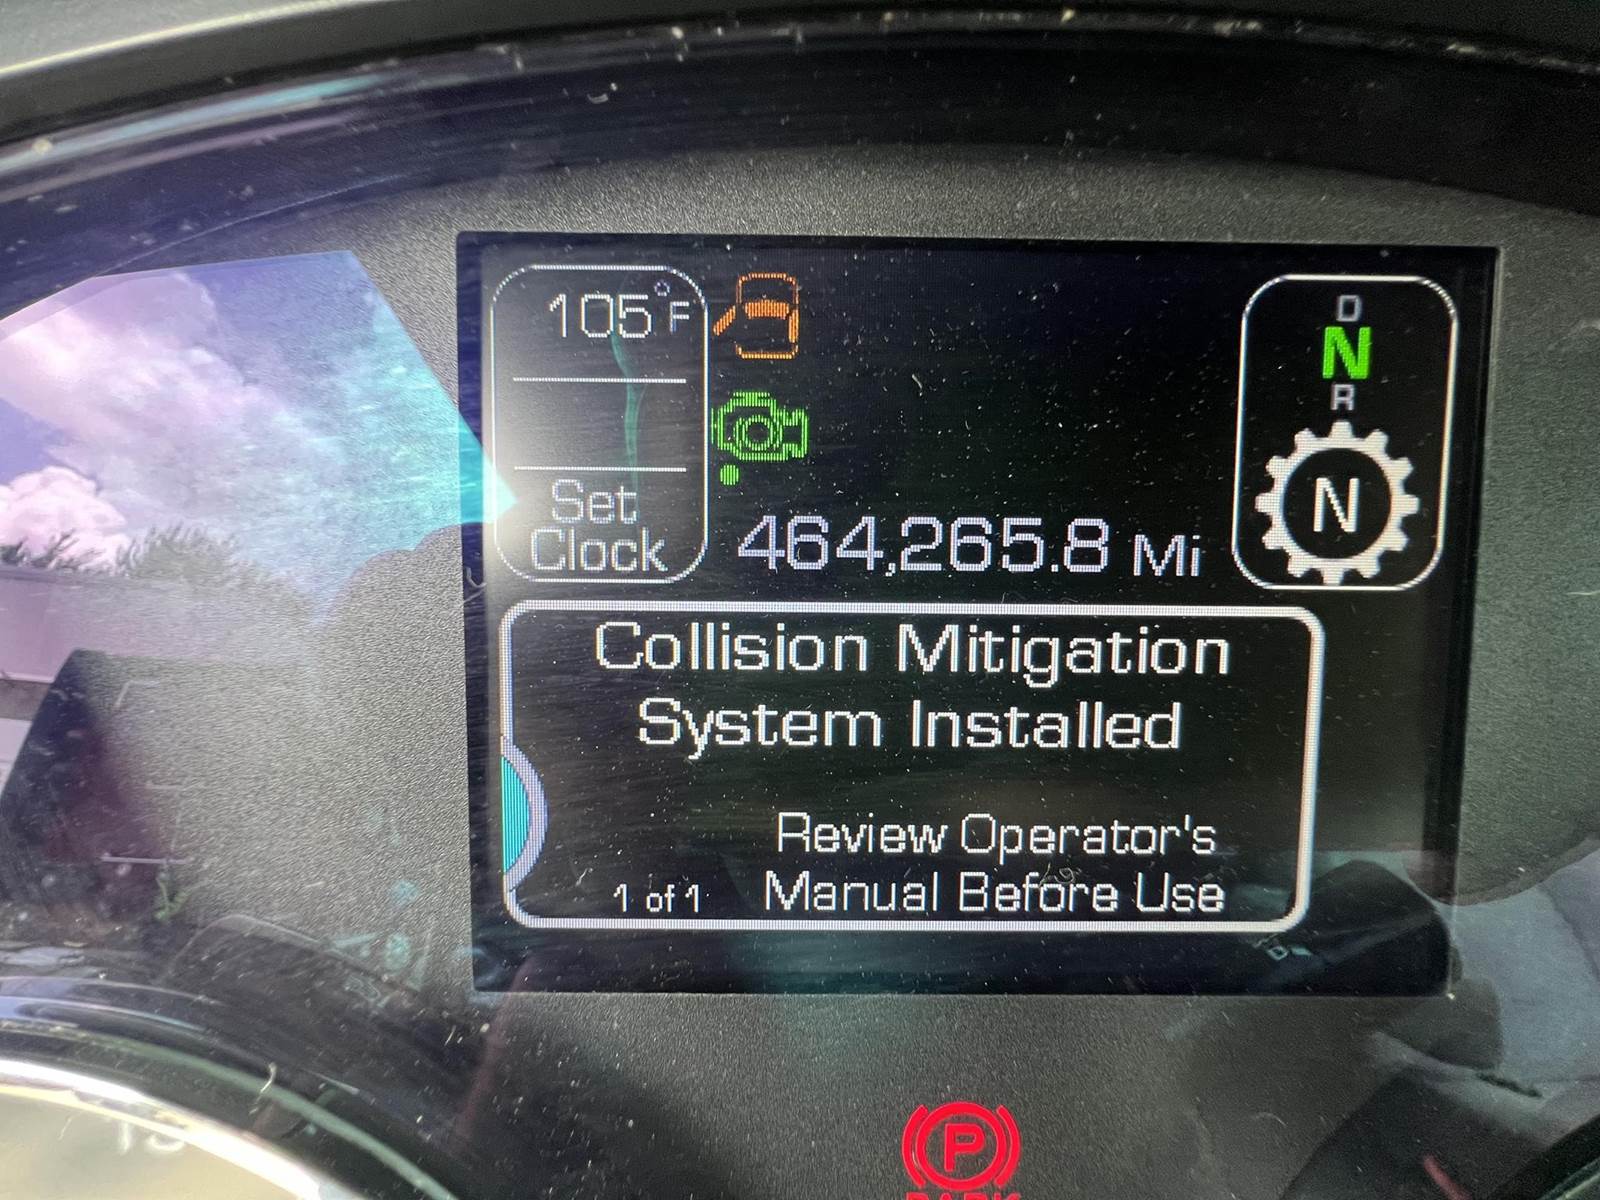 105°F
Set
Clock
464,265.8 Mi
D
N
R
N
Collision Mitigation
System Installed
Review Operator's
1 of 1 Manual Before Use
P
PARK